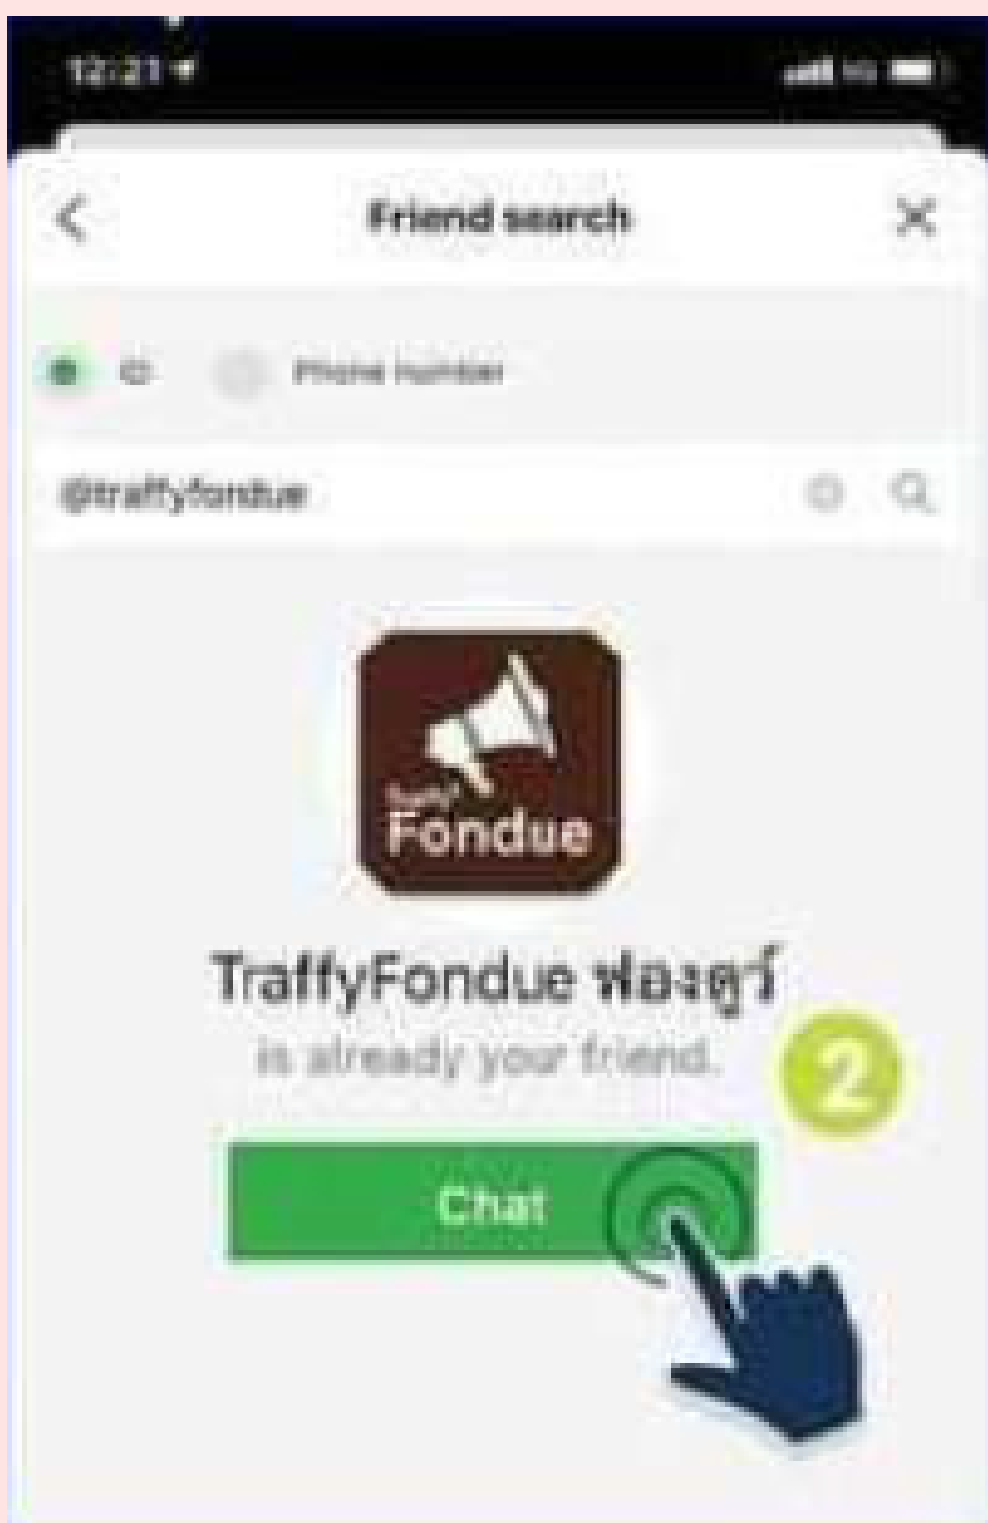 12:21
Friend search
ID Phone number
@traffyfondue
Traffy
Fondue
TraffyFondue ฟองดูว์
is already your friend.
2
Chat